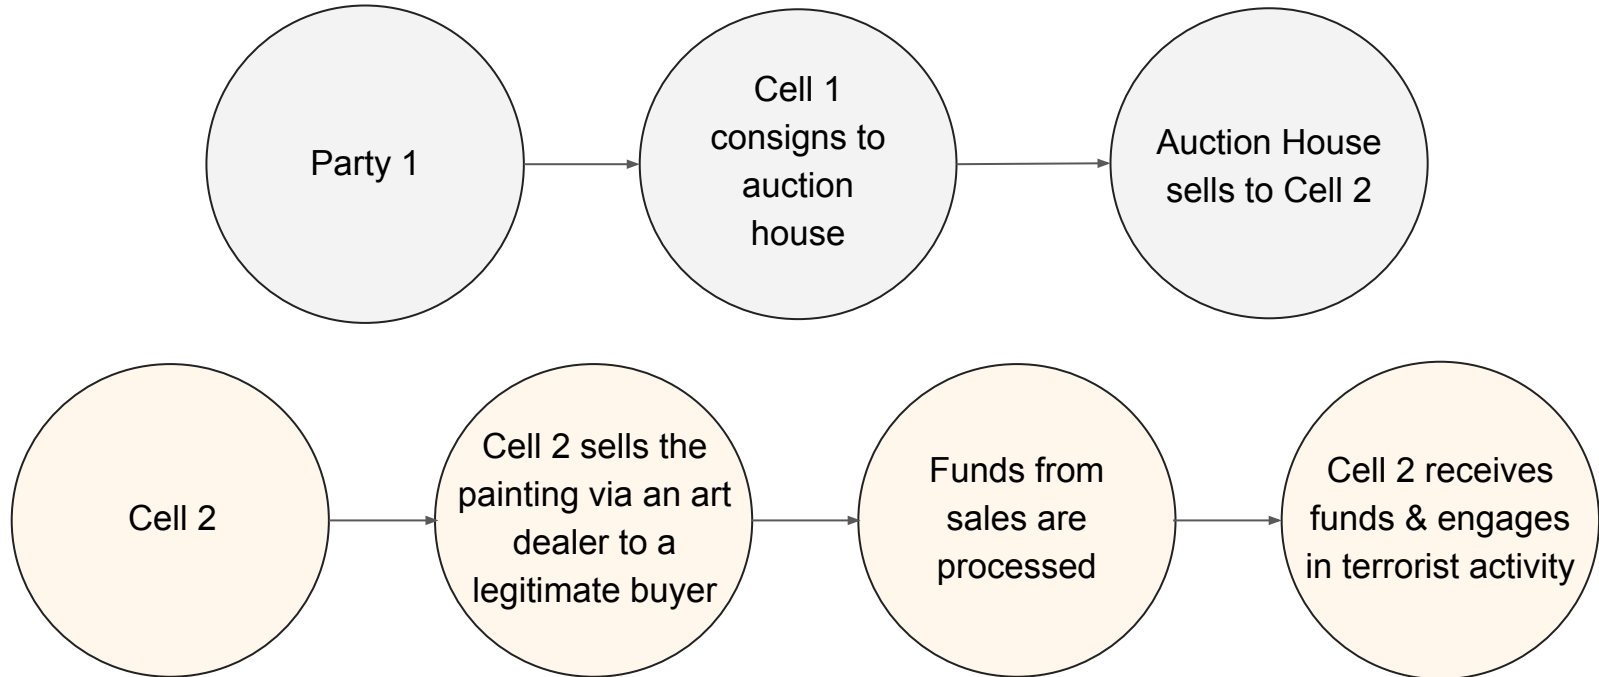 Party 1
Cell 1
consigns to
auction
house
Auction House
sells to Cell 2
Cell 2
Cell 2 sells the
painting via an art
dealer to a
legitimate buyer
Funds from
sales are
processed
Cell 2 receives
funds & engages
in terrorist activity